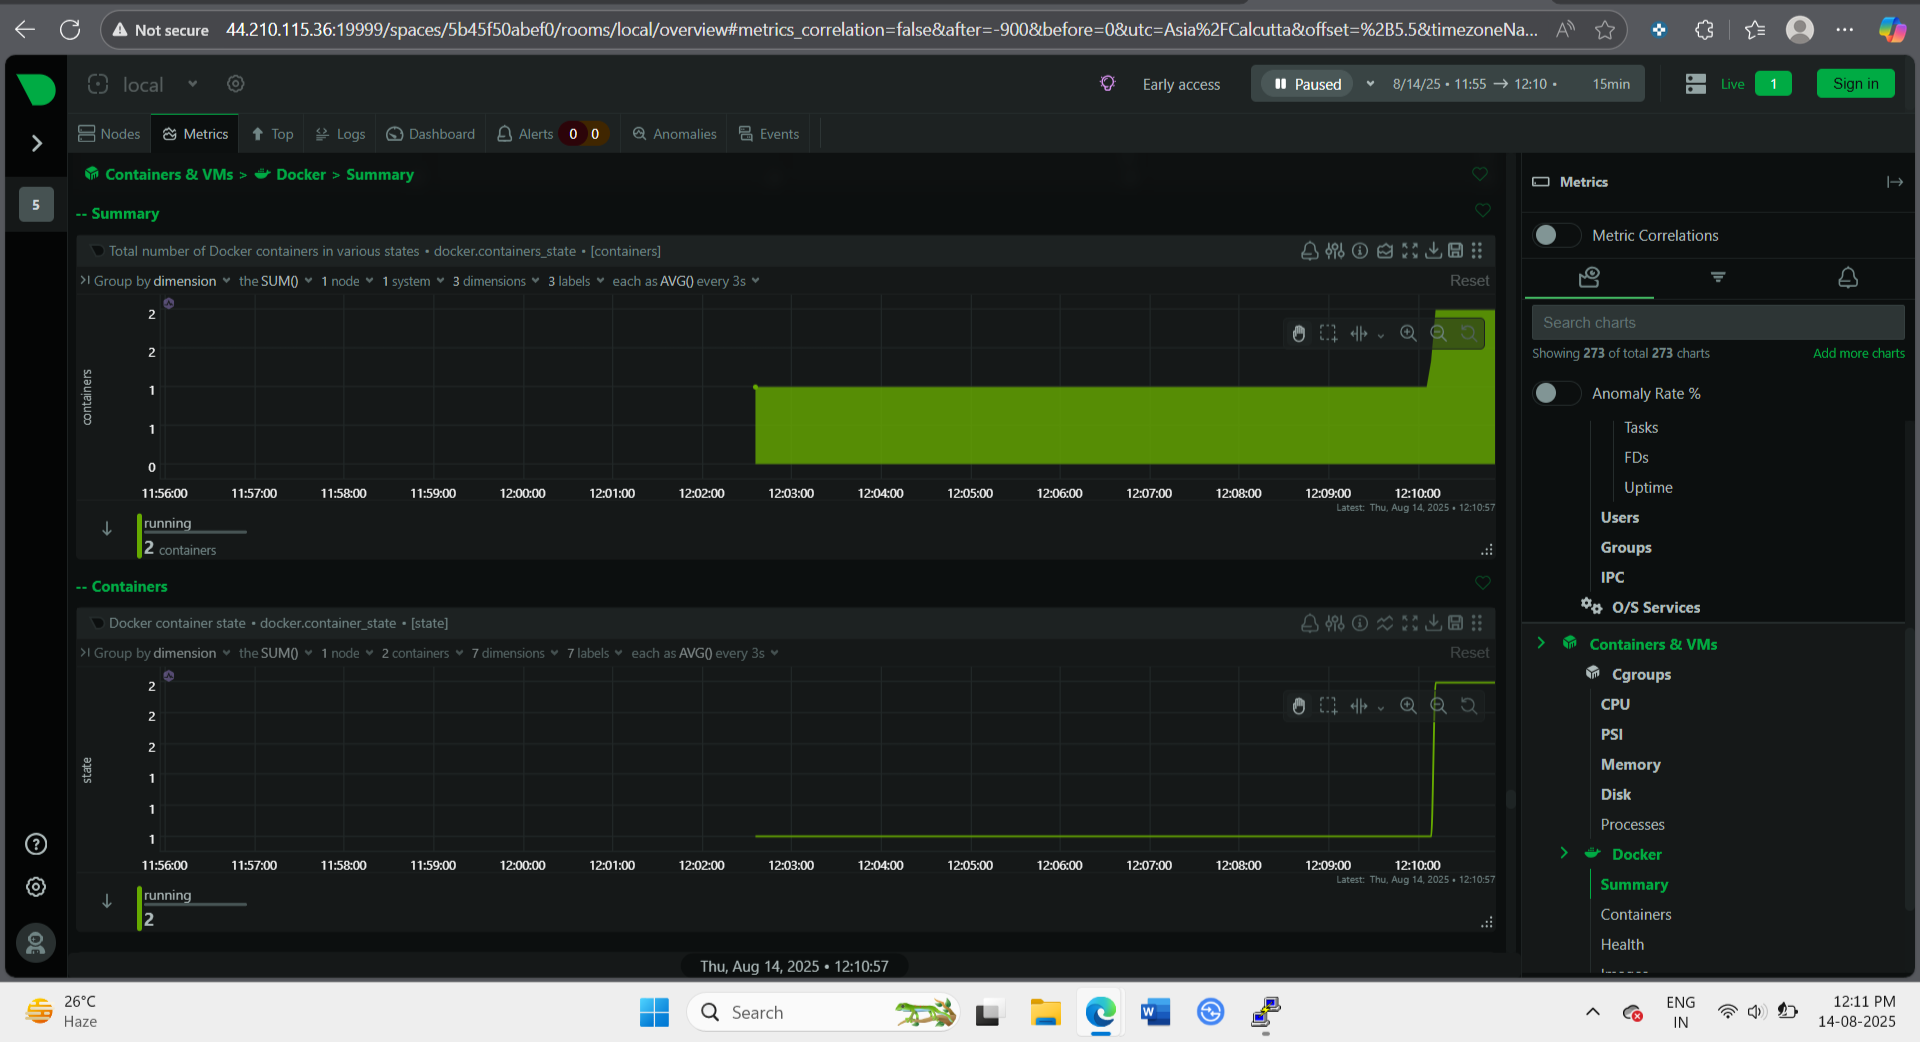 Not secure 44.210.115.36:19999/spaces/5b45f50abef0/rooms/local/overview#metrics_correlation=false&after=-900&before=0&utc=Asia%2FCalcutta&offset=%2B5.5&timezoneNa...
local
Early access
Paused 8/14/25 • 11:55 → 12:10 • 15min
Live 1
Sign in
Nodes Metrics Top Logs Dashboard Alerts 0 0 Anomalies Events
5
Containers & VMs > Docker > Summary
-- Summary
Total number of Docker containers in various states • docker.containers_state • [containers]
Group by dimension the SUM() 1 node 1 system 3 dimensions 3 labels each as AVG() every 3s Reset
containers
2
2
1
1
0
11:56:00 11:57:00 11:58:00 11:59:00 12:00:00 12:01:00 12:02:00 12:03:00 12:04:00 12:05:00 12:06:00 12:07:00 12:08:00 12:09:00 12:10:00
Latest: Thu, Aug 14, 2025 • 12:10:57
running
2 containers
-- Containers
Docker container state • docker.container_state • [state]
Group by dimension the SUM() 1 node 2 containers 7 dimensions 7 labels each as AVG() every 3s Reset
state
2
2
2
1
1
1
11:56:00 11:57:00 11:58:00 11:59:00 12:00:00 12:01:00 12:02:00 12:03:00 12:04:00 12:05:00 12:06:00 12:07:00 12:08:00 12:09:00 12:10:00
Latest: Thu, Aug 14, 2025 • 12:10:57
running
2
Thu, Aug 14, 2025 • 12:10:57
Metrics
Metric Correlations
Search charts
Showing 273 of total 273 charts Add more charts
Anomaly Rate %
Tasks
FDs
Uptime
Users
Groups
IPC
O/S Services
Containers & VMs
Cgroups
CPU
PSI
Memory
Disk
Processes
Docker
Summary
Containers
Health
26°C
Haze
Search
ENG
IN
12:11 PM
14-08-2025